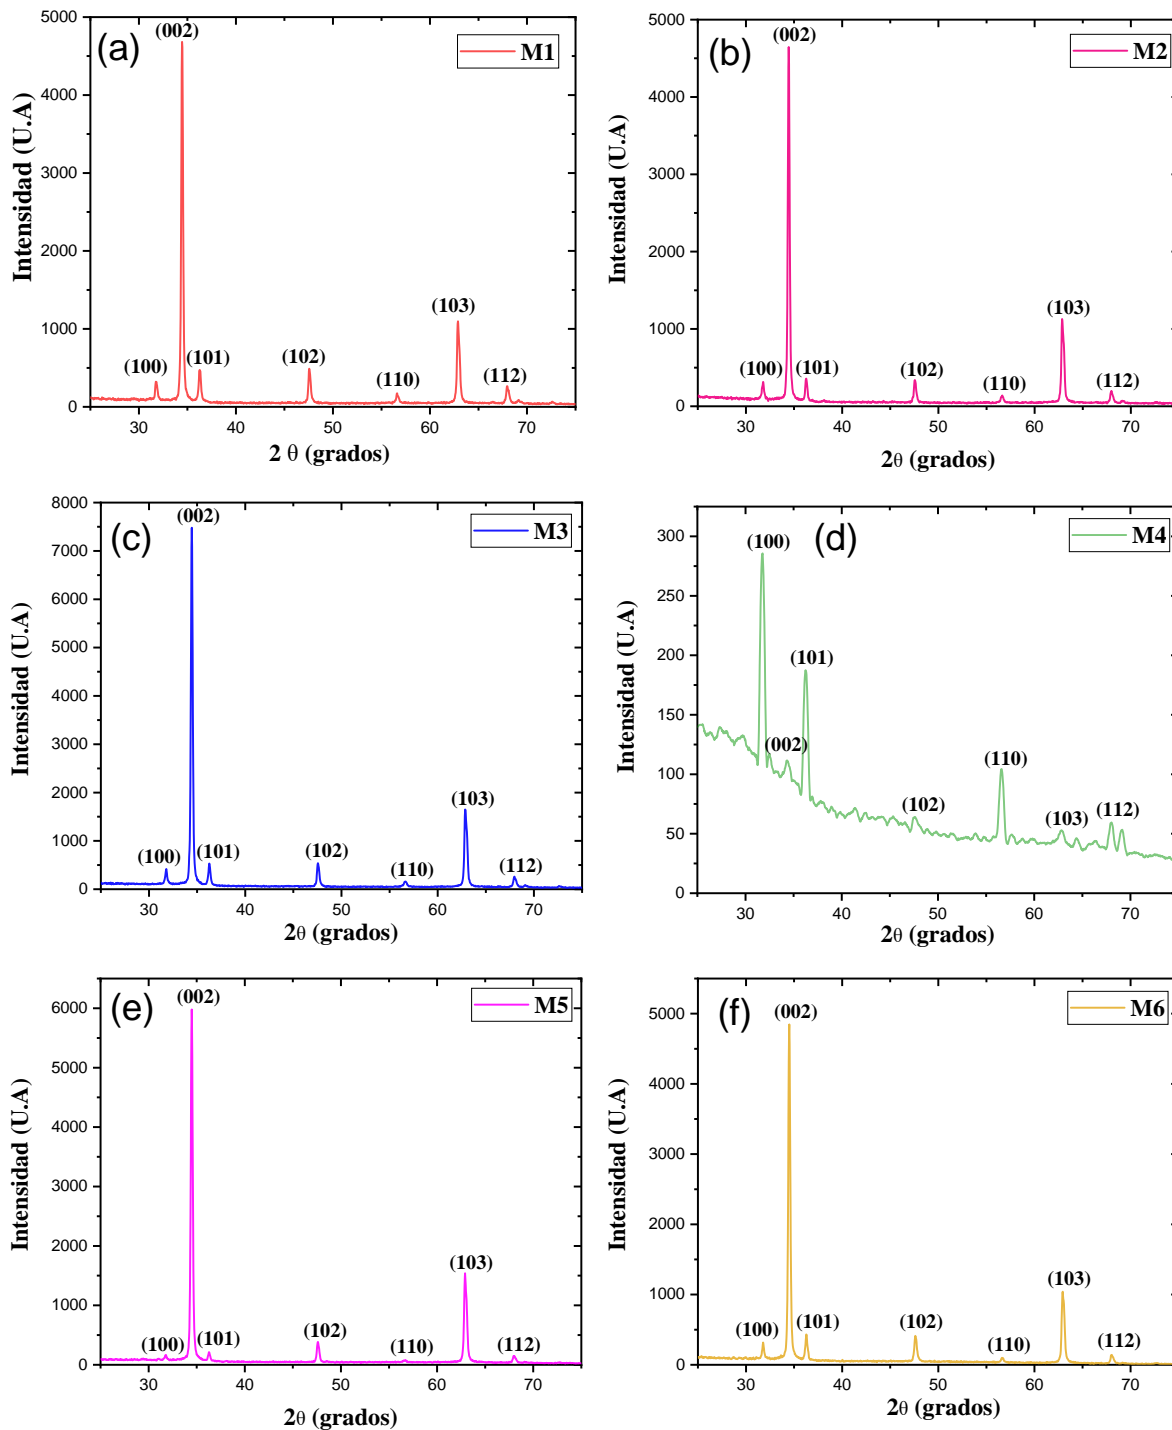 (a)
(002)
M1
5000
4000
3000
2000
1000
0
Intensidad (U.A)
(100)
(101)
(102)
(110)
(103)
(112)
30 40 50 60 70
2 θ (grados)
(b)
(002)
M2
5000
4000
3000
2000
1000
0
Intensidad (U.A)
(100)
(101)
(102)
(110)
(103)
(112)
30 40 50 60 70
2θ (grados)
(c)
(002)
M3
8000
7000
6000
5000
4000
3000
2000
1000
0
Intensidad (U.A)
(100)
(101)
(102)
(110)
(103)
(112)
30 40 50 60 70
2θ (grados)
(d)
(100)
M4
300
250
200
150
100
50
0
Intensidad (U.A)
(101)
(002)
(102)
(110)
(103)
(112)
30 40 50 60 70
2θ (grados)
(e)
(002)
M5
6000
5000
4000
3000
2000
1000
0
Intensidad (U.A)
(100)
(101)
(102)
(110)
(103)
(112)
30 40 50 60 70
2θ (grados)
(f)
(002)
M6
5000
4000
3000
2000
1000
0
Intensidad (U.A)
(100)
(101)
(102)
(110)
(103)
(112)
30 40 50 60 70
2θ (grados)